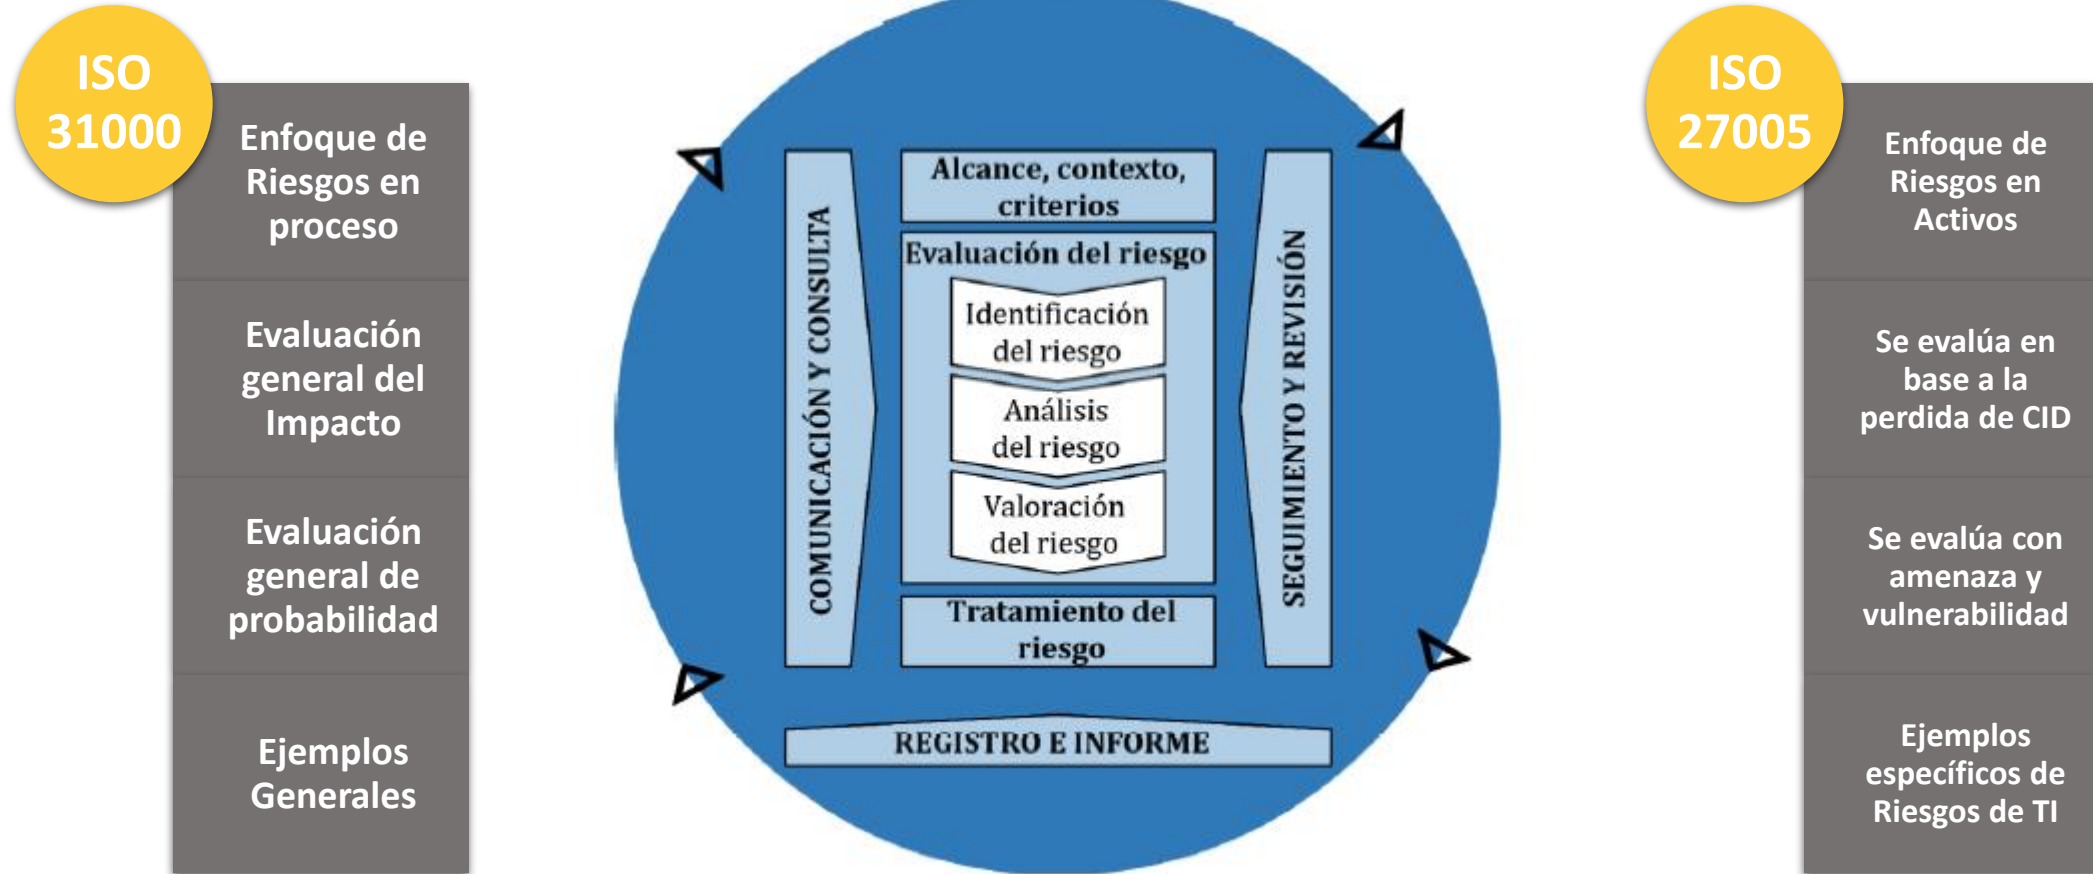 ISO
31000
Enfoque de
Riesgos en
proceso
Evaluación
general del
Impacto
Evaluación
general de
probabilidad
Ejemplos
Generales
COMUNICACIÓN Y CONSULTA
Alcance, contexto,
criterios
Evaluación del riesgo
Identificación
del riesgo
Análisis
del riesgo
Valoración
del riesgo
Tratamiento del
riesgo
SEGUIMIENTO Y REVISIÓN
REGISTRO E INFORME
ISO
27005
Enfoque de
Riesgos en
Activos
Se evalúa en
base a la
perdida de CID
Se evalúa con
amenaza y
vulnerabilidad
Ejemplos
específicos de
Riesgos de TI